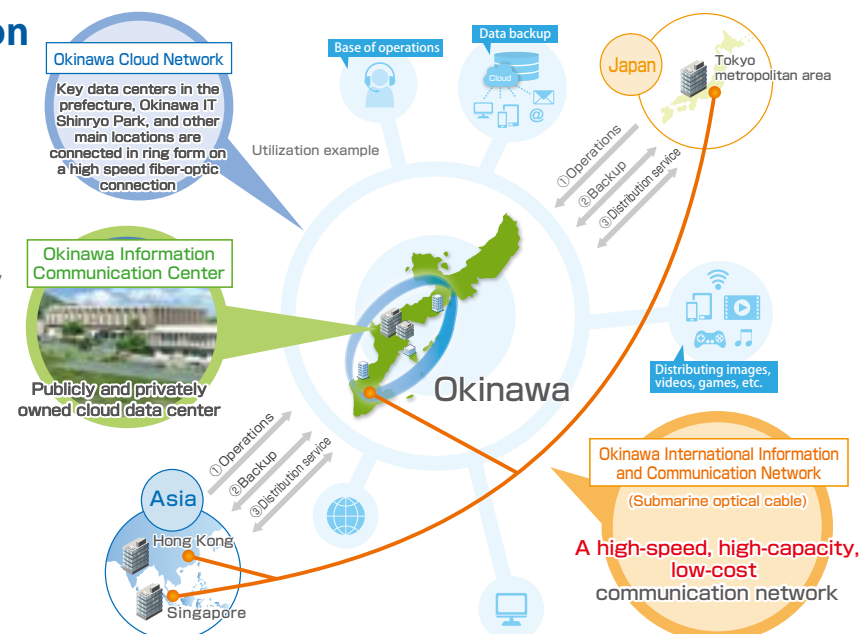 on
Okinawa Cloud Network
Key data centers in the
prefecture, Okinawa IT
Shinryo Park, and other
main locations are
connected in ring form on
a high speed fiber-optic
connection
Utilization example
Base of operations
Data backup
Cloud
@
Japan
Tokyo
metropolitan area
①Operations
②Backup
③Distribution service
Okinawa Information
Communication Center
Publicly and privately
owned cloud data center
Okinawa
Distributing images,
videos, games, etc.
①Operations
②Backup
③Distribution service
Asia
Hong Kong
Singapore
Okinawa International Information
and Communication Network
(Submarine optical cable)
A high-speed, high-capacity,
low-cost
communication network